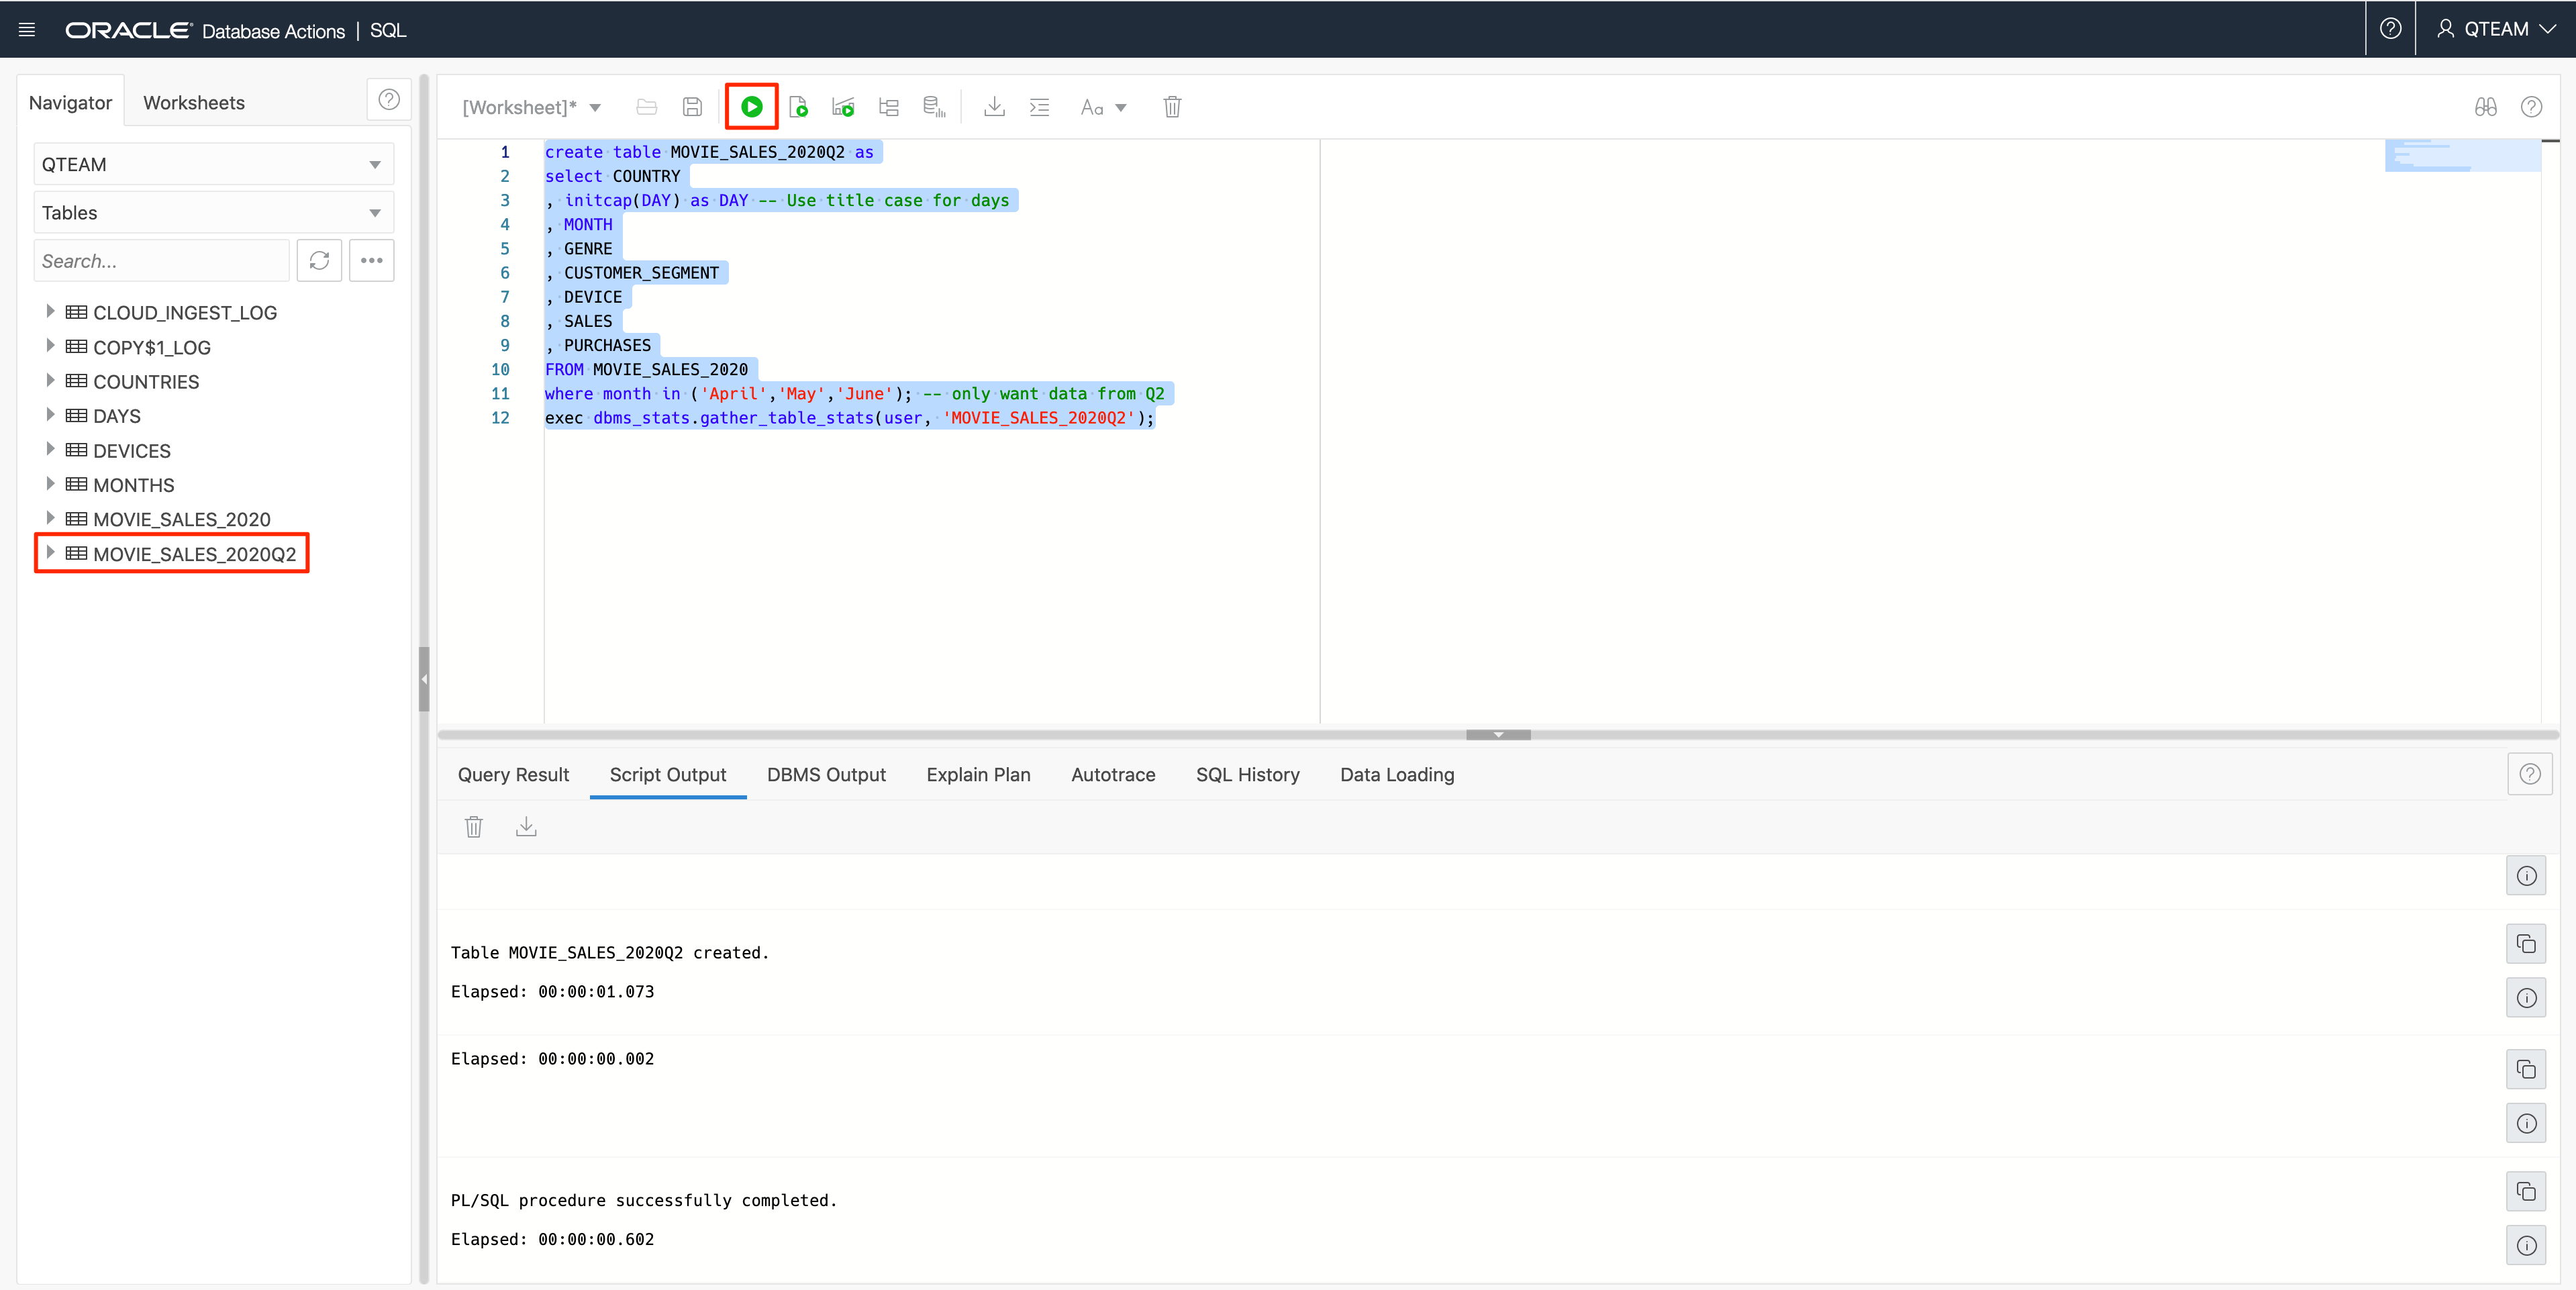 ORACLE Database Actions | SQL
QTEAM
Navigator
Worksheets
QTEAM
Tables
Search...
CLOUD_INGEST_LOG
COPY$1_LOG
COUNTRIES
DAYS
DEVICES
MONTHS
MOVIE_SALES_2020
MOVIE_SALES_2020Q2
[Worksheet]*
Aa
1 create table MOVIE_SALES_2020Q2 as
2 select COUNTRY
3 , initcap(DAY) as DAY -- Use title case for days
4 , MONTH
5 , GENRE
6 , CUSTOMER_SEGMENT
7 , DEVICE
8 , SALES
9 , PURCHASES
10 FROM MOVIE_SALES_2020
11 where month in ('April','May','June'); -- only want data from Q2
12 exec dbms_stats.gather_table_stats(user, 'MOVIE_SALES_2020Q2');
Query Result
Script Output
DBMS Output
Explain Plan
Autotrace
SQL History
Data Loading
Table MOVIE_SALES_2020Q2 created.
Elapsed: 00:00:01.073
Elapsed: 00:00:00.002
PL/SQL procedure successfully completed.
Elapsed: 00:00:00.602